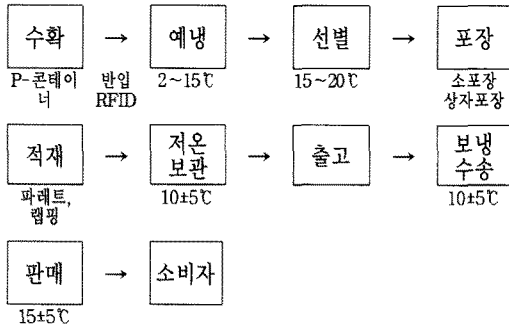 수확 → 예냉 → 선별 → 포장
P-콘테이너 반입 RFID 2~15℃ 15~20℃ 소포장 상자포장
적재 → 저온 보관 → 출고 → 보냉 수송
파레트, 랩핑 10±5℃ 10±5℃
판매 → 소비자
15±5℃